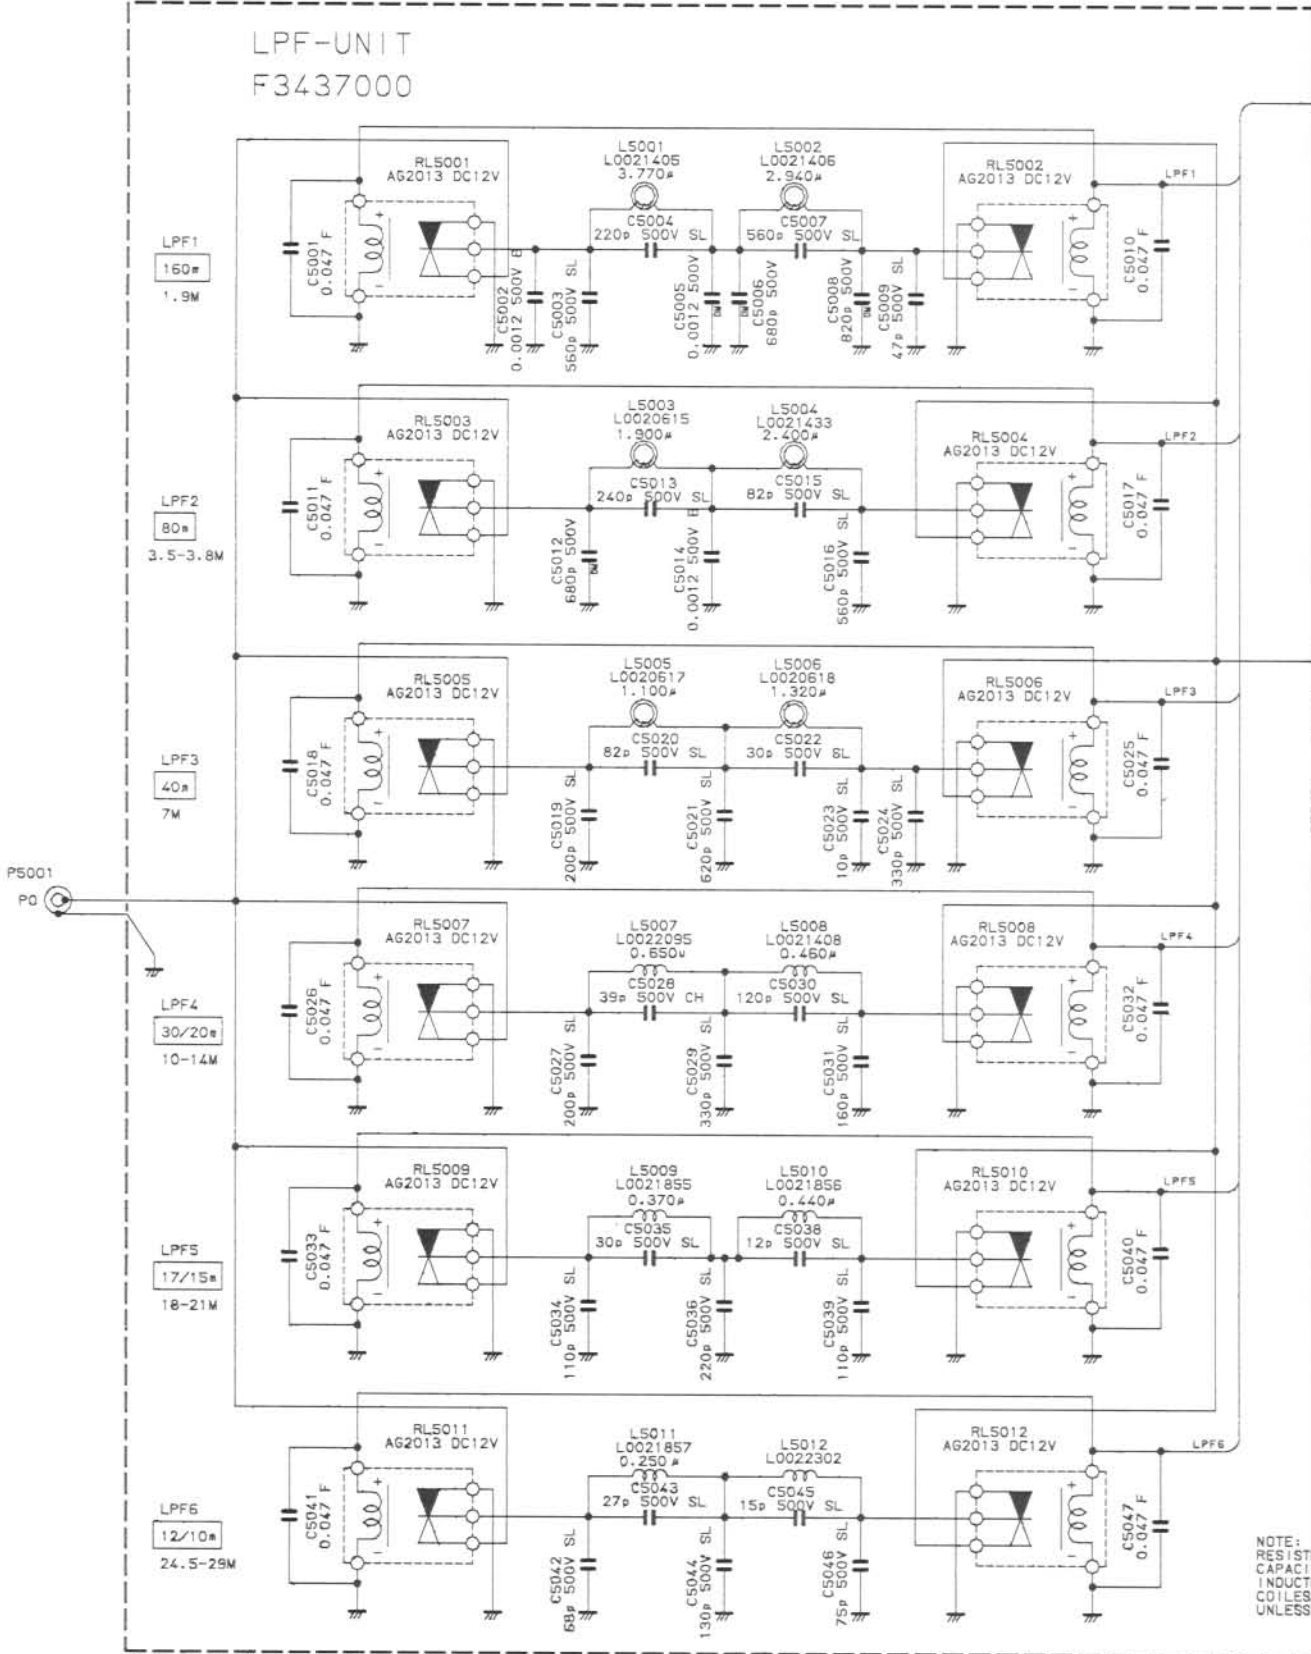 LPF-UNIT
F3437000
LPF1
160m
1.9M
C5001
0.047 F
RL5001
AG2013 DC12V
C5002
0.0012 500V B
C5003
560p 500V SL
L5001
L0021405
3.770μ
C5004
220p 500V SL
C5005
0.0012 500V
DM
C5006
680p 500V
DM
L5002
L0021406
2.940μ
C5007
560p 500V SL
C5008
820p 500V
DM
C5009
47p 500V SL
RL5002
AG2013 DC12V
C5010
0.047 F
LPF1
LPF2
80m
3.5-3.8M
C5011
0.047 F
RL5003
AG2013 DC12V
C5012
680p 500V
DM
L5003
L0020615
1.900μ
C5013
240p 500V SL
C5014
0.0012 500V B
L5004
L0021433
2.400μ
C5015
82p 500V SL
C5016
560p 500V SL
RL5004
AG2013 DC12V
C5017
0.047 F
LPF2
LPF3
40m
7M
C5018
0.047 F
RL5005
AG2013 DC12V
C5019
200p 500V SL
L5005
L0020617
1.100μ
C5020
82p 500V SL
C5021
620p 500V SL
L5006
L0020618
1.320μ
C5022
30p 500V SL
C5023
10p 500V SL
C5024
330p 500V SL
RL5006
AG2013 DC12V
C5025
0.047 F
LPF3
P5001
PO
LPF4
30/20m
10-14M
C5026
0.047 F
RL5007
AG2013 DC12V
C5027
200p 500V SL
L5007
L0022095
0.650μ
C5028
39p 500V CH
C5029
330p 500V SL
L5008
L0021408
0.460μ
C5030
120p 500V SL
C5031
160p 500V SL
RL5008
AG2013 DC12V
C5032
0.047 F
LPF4
LPF5
17/15m
18-21M
C5033
0.047 F
RL5009
AG2013 DC12V
C5034
110p 500V SL
L5009
L0021855
0.370μ
C5035
30p 500V SL
C5036
220p 500V SL
L5010
L0021856
0.440μ
C5038
12p 500V SL
C5039
110p 500V SL
RL5010
AG2013 DC12V
C5040
0.047 F
LPF5
LPF6
12/10m
24.5-29M
C5041
0.047 F
RL5011
AG2013 DC12V
C5042
68p 500V SL
L5011
L0021857
0.250μ
C5043
27p 500V SL
C5044
130p 500V SL
L5012
L0022302
C5045
15p 500V SL
C5046
75p 500V SL
RL5012
AG2013 DC12V
C5047
0.047 F
LPF6
NOTE:
RESIST
CAPACI
INDUCT
COILES
UNLESS